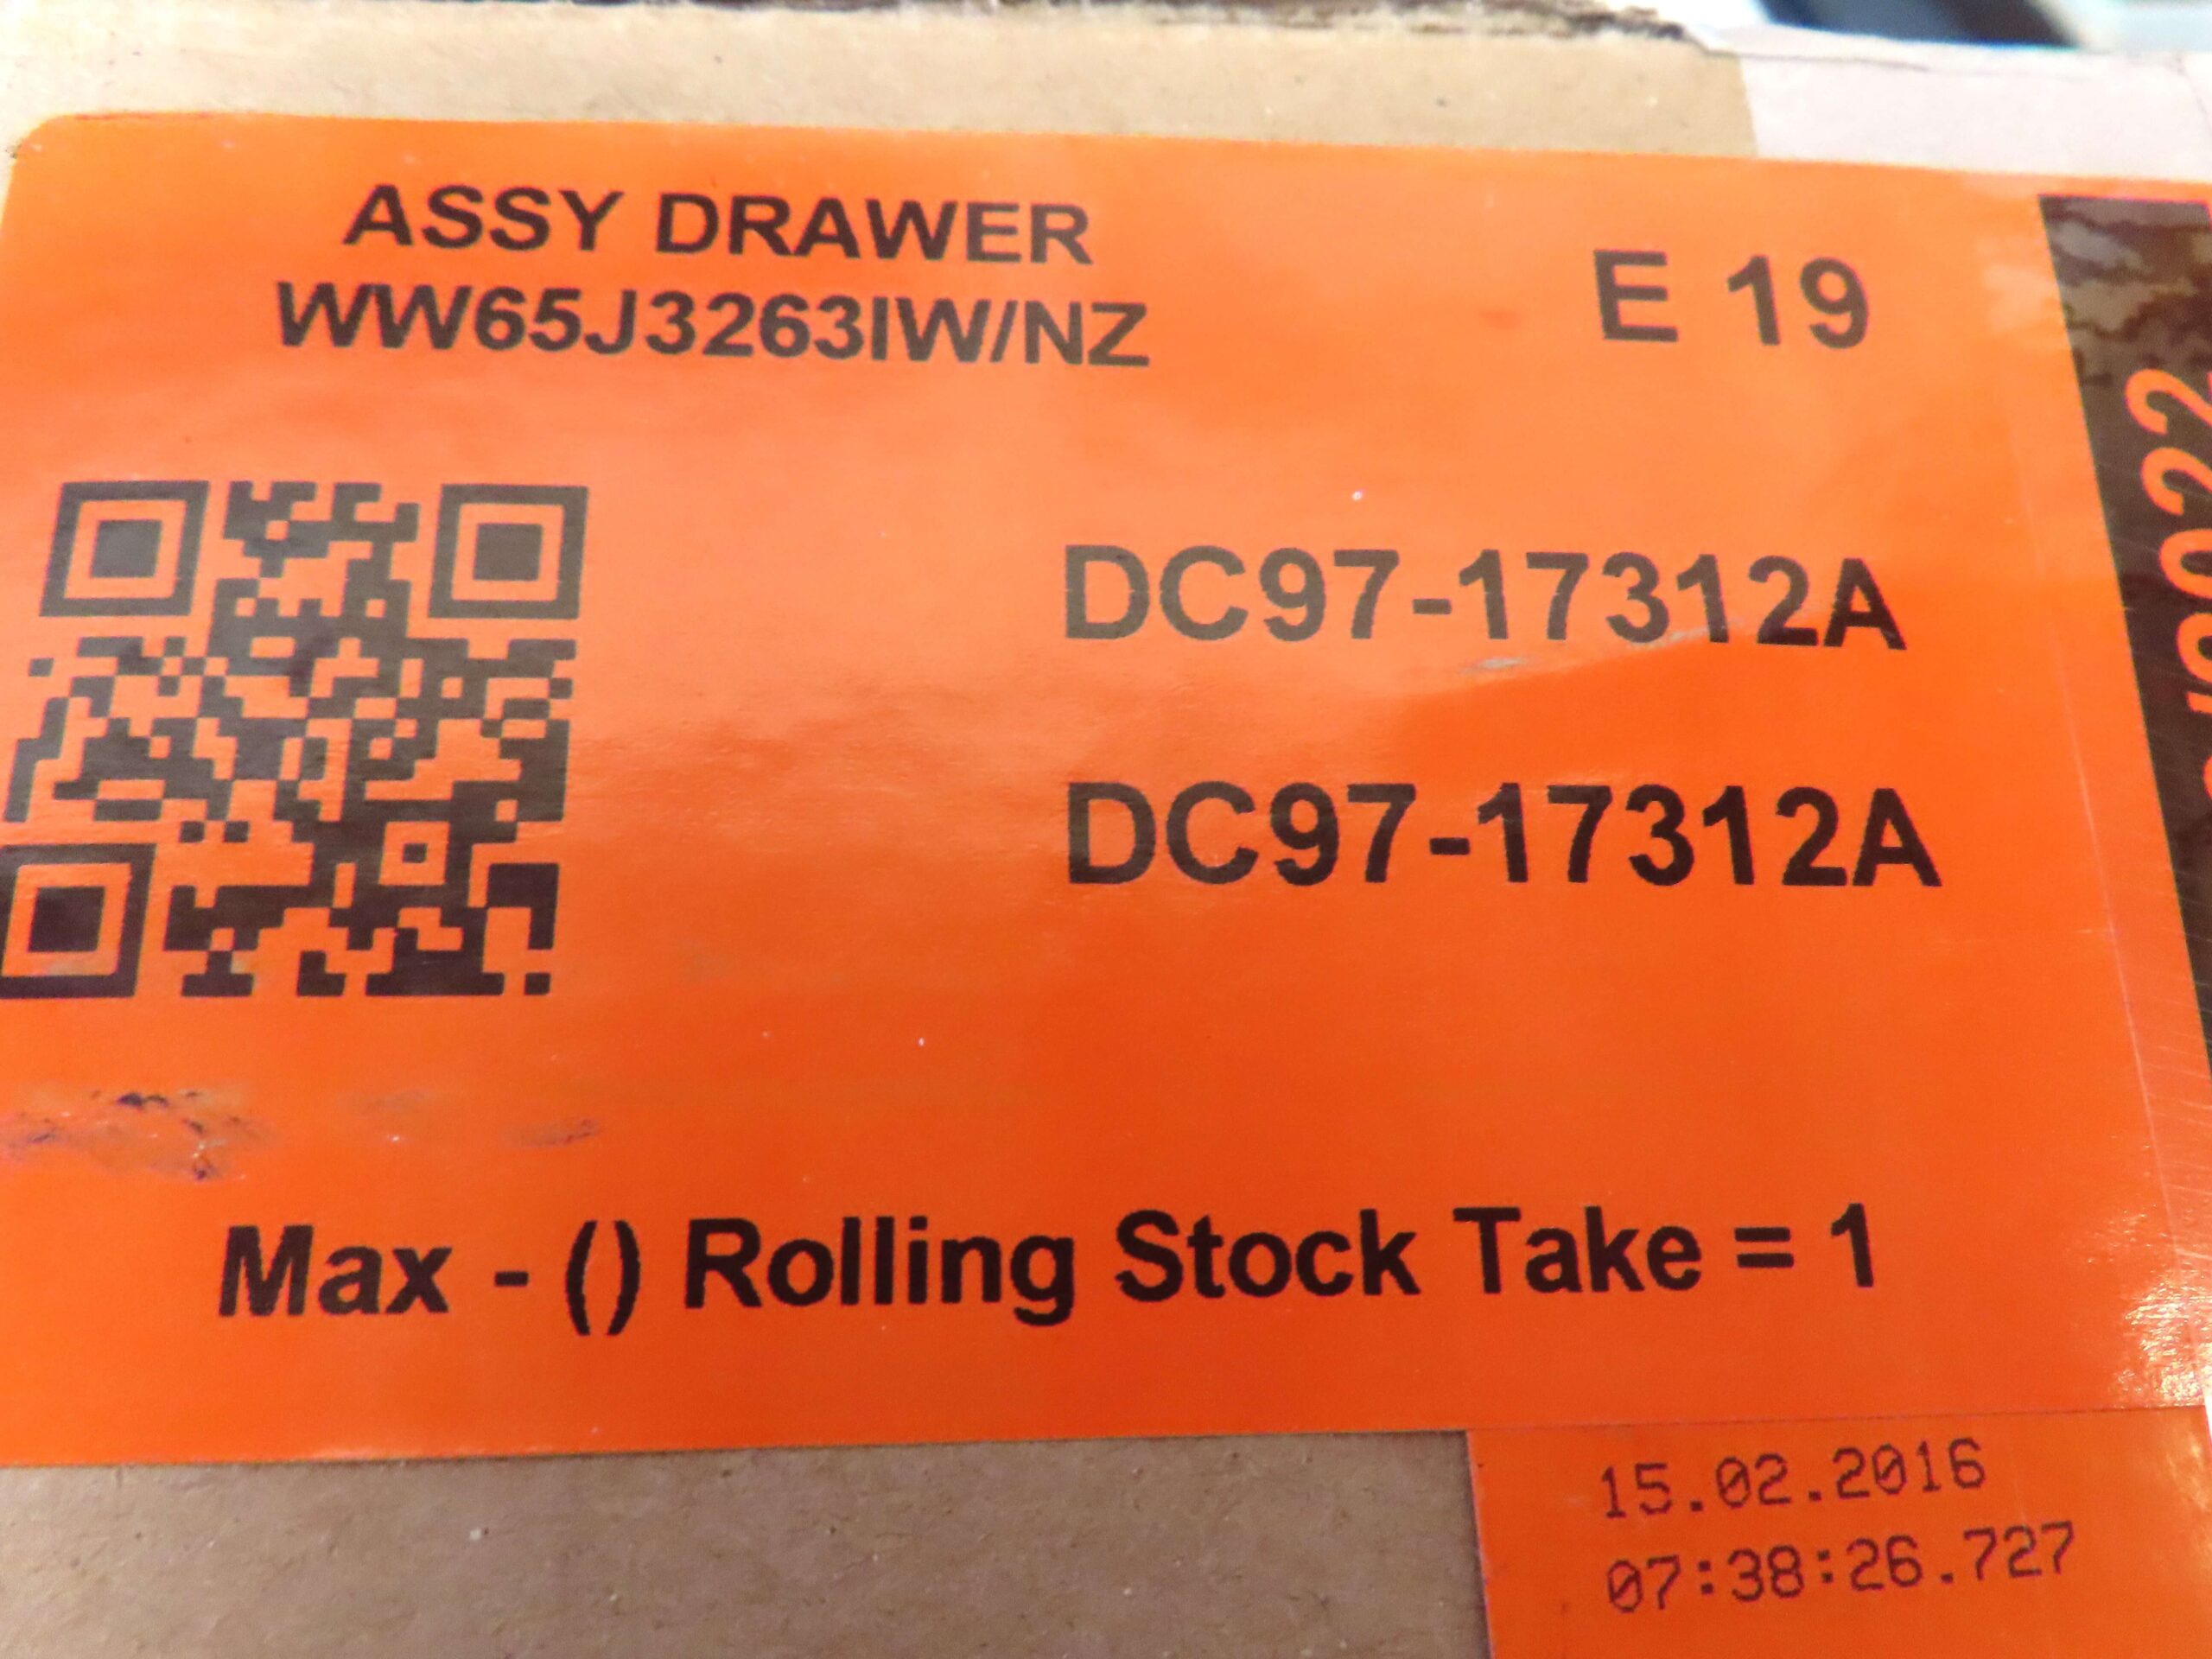 ASSY DRAWER
WW65J3263IW/NZ
E 19
DC97-17312A
DC97-17312A
Max - () Rolling Stock Take = 1
15.02.2016
07:38:26.727